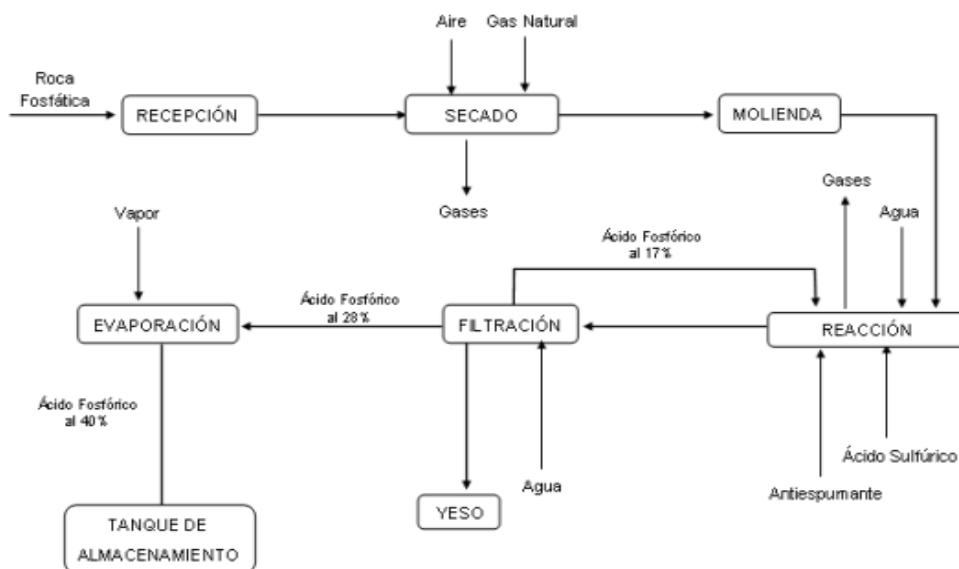 Aire
Gas Natural
Roca
Fosfática
RECEPCIÓN
SECADO
MOLIENDA
Gases
Gases
Agua
Vapor
Ácido Fosfórico
al 17%
Ácido Fosfórico
al 28%
EVAPORACIÓN
FILTRACIÓN
REACCIÓN
Ácido Fosfórico
al 40%
Agua
Ácido Sulfúrico
Antiespumante
YESO
TANQUE DE
ALMACENAMIENTO